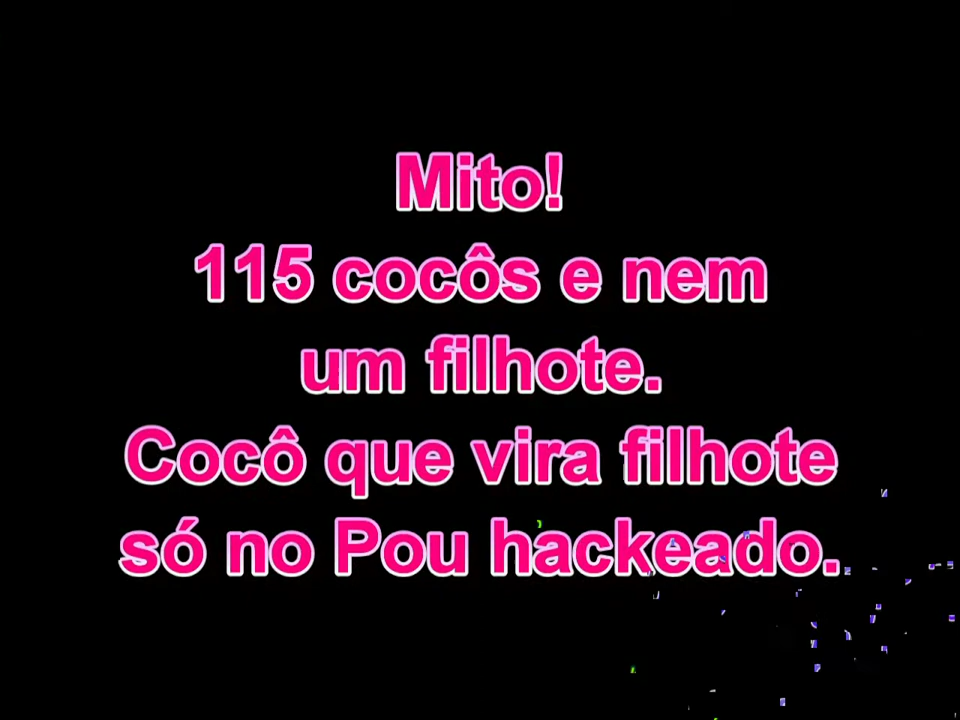 Mito!
115 cocôs e nem
um filhote.
Cocô que vira filhote
só no Pou hackeado.